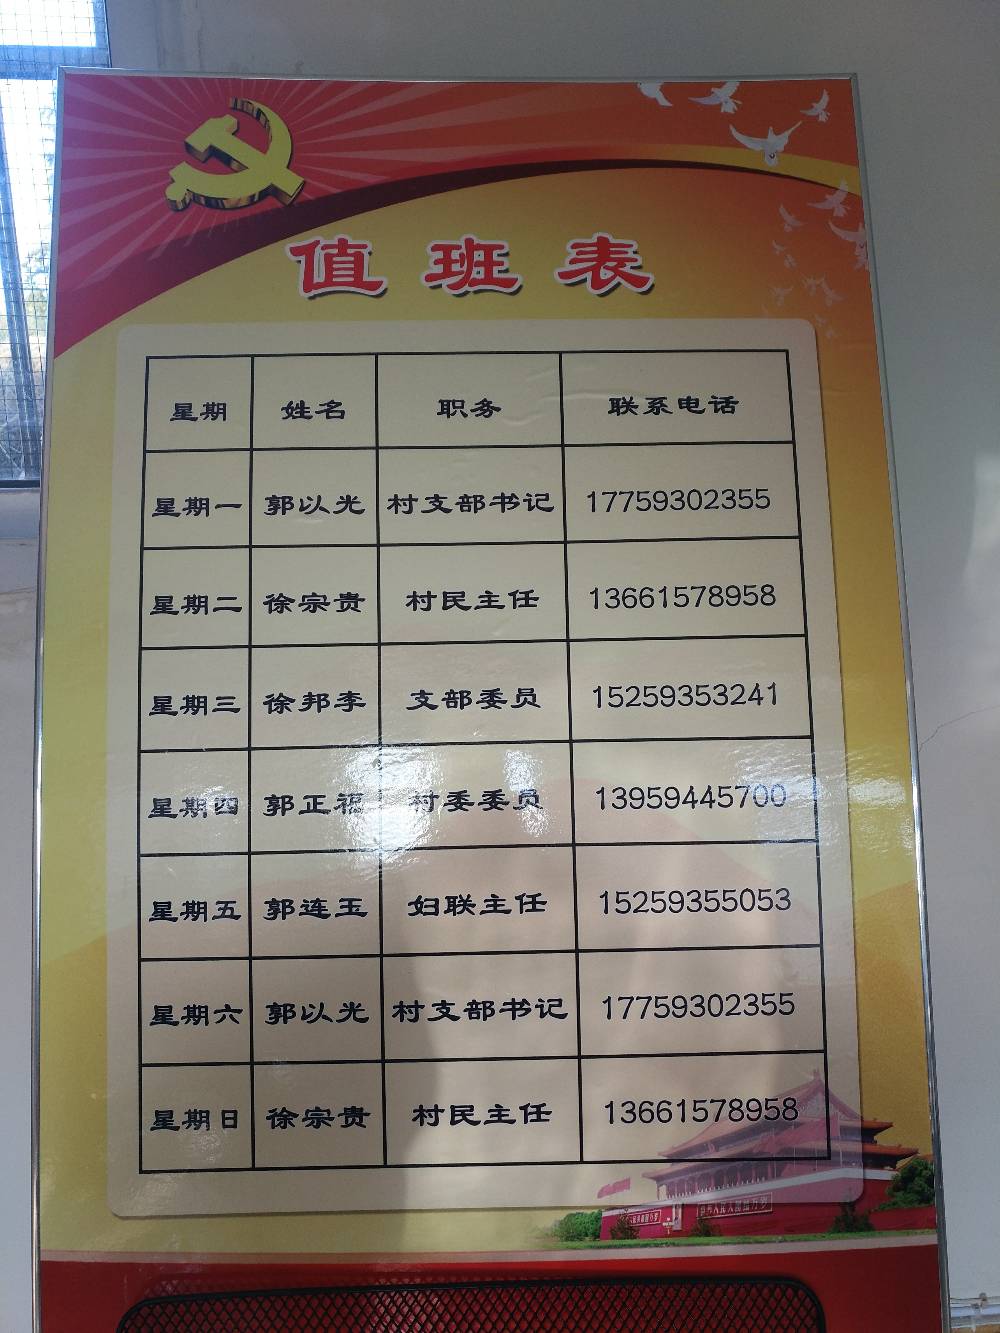 值班表
星期 姓名 职务 联系电话
星期一 郭以光 村支部书记 17759302355
星期二 徐宗贵 村民主任 13661578958
星期三 徐邦李 支部委员 15259353241
星期四 郭正福 村委委员 13959445700
星期五 郭连玉 妇联主任 15259355053
星期六 郭以光 村支部书记 17759302355
星期日 徐宗贵 村民主任 13661578958